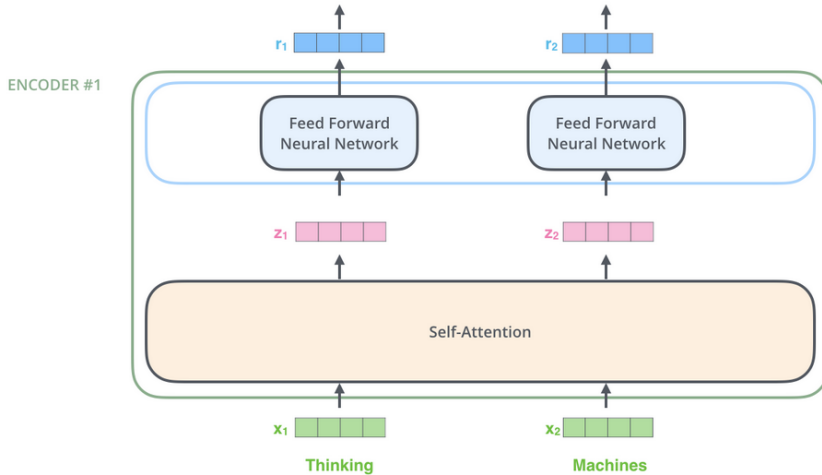 r₁
r₂
ENCODER #1
Feed Forward
Neural Network
Feed Forward
Neural Network
z₁
z₂
Self-Attention
x₁
x₂
Thinking
Machines